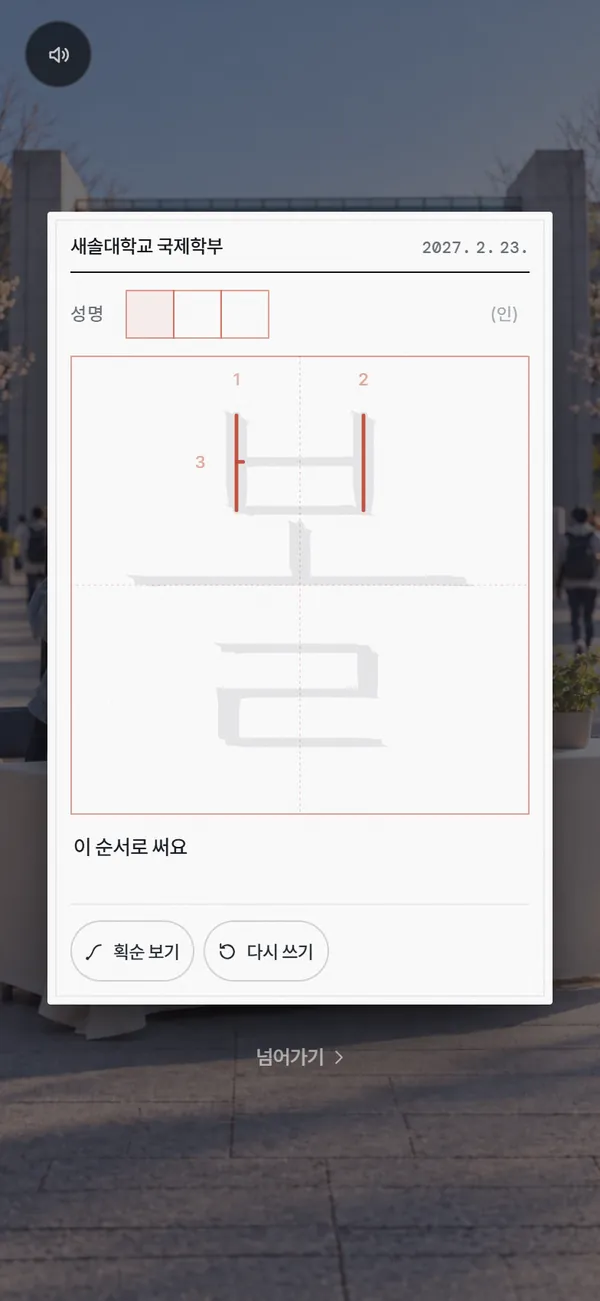 새솔대학교 국제학부 2027. 2. 23.
성명 (인)
1 2
3
볼
이 순서로 써요
획순 보기 다시 쓰기
넘어가기